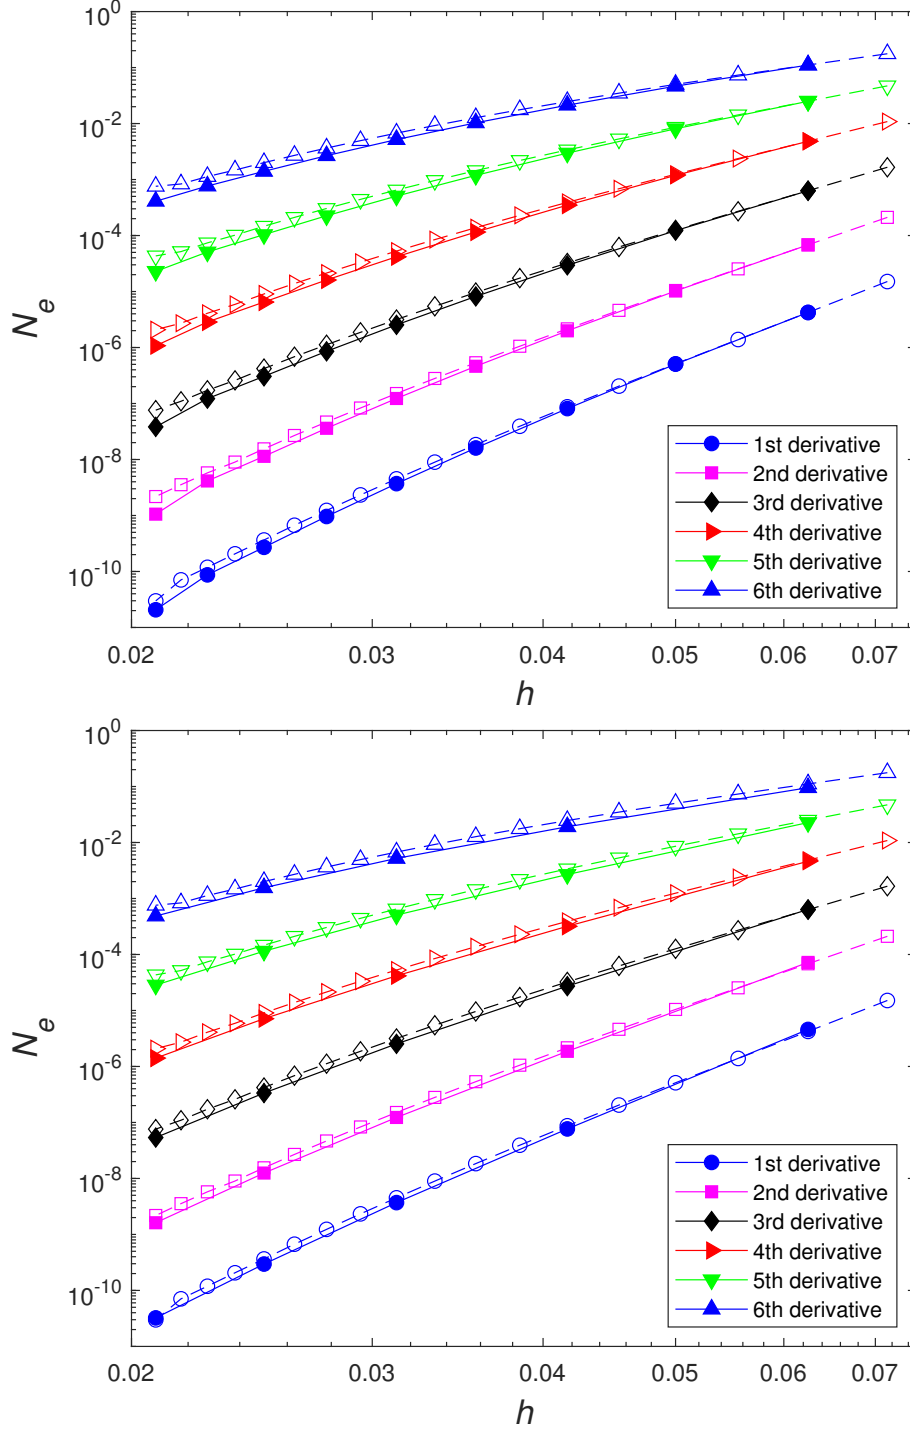 10^0
10^-2
10^-4
10^-6
10^-8
10^-10
N_e
0.02 0.03 0.04 0.05 0.06 0.07
h
1st derivative
2nd derivative
3rd derivative
4th derivative
5th derivative
6th derivative
10^0
10^-2
10^-4
10^-6
10^-8
10^-10
N_e
0.02 0.03 0.04 0.05 0.06 0.07
h
1st derivative
2nd derivative
3rd derivative
4th derivative
5th derivative
6th derivative